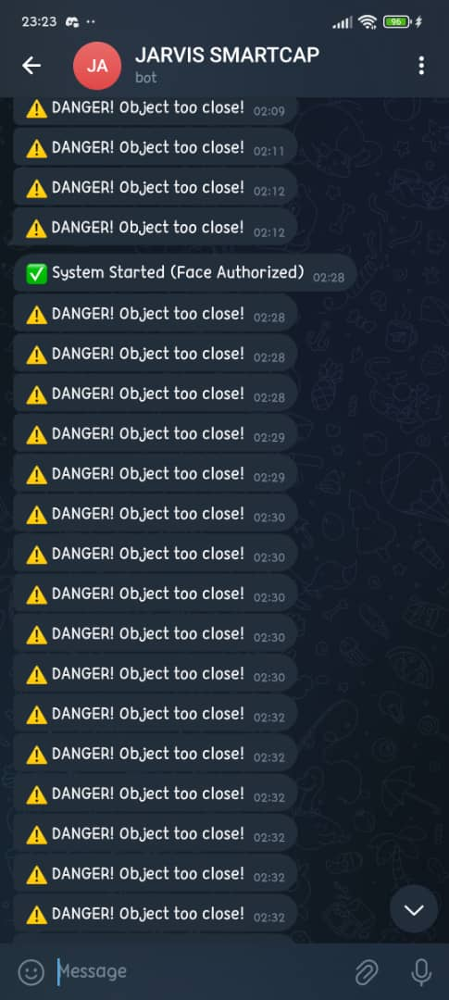 23:23
96
JA
JARVIS SMARTCAP
bot
⚠️ DANGER! Object too close! 02:09
⚠️ DANGER! Object too close! 02:11
⚠️ DANGER! Object too close! 02:12
⚠️ DANGER! Object too close! 02:12
✅ System Started (Face Authorized) 02:28
⚠️ DANGER! Object too close! 02:28
⚠️ DANGER! Object too close! 02:28
⚠️ DANGER! Object too close! 02:28
⚠️ DANGER! Object too close! 02:29
⚠️ DANGER! Object too close! 02:29
⚠️ DANGER! Object too close! 02:30
⚠️ DANGER! Object too close! 02:30
⚠️ DANGER! Object too close! 02:30
⚠️ DANGER! Object too close! 02:30
⚠️ DANGER! Object too close! 02:30
⚠️ DANGER! Object too close! 02:32
⚠️ DANGER! Object too close! 02:32
⚠️ DANGER! Object too close! 02:32
⚠️ DANGER! Object too close! 02:32
⚠️ DANGER! Object too close! 02:32
⚠️ DANGER! Object too close! 02:32
Message